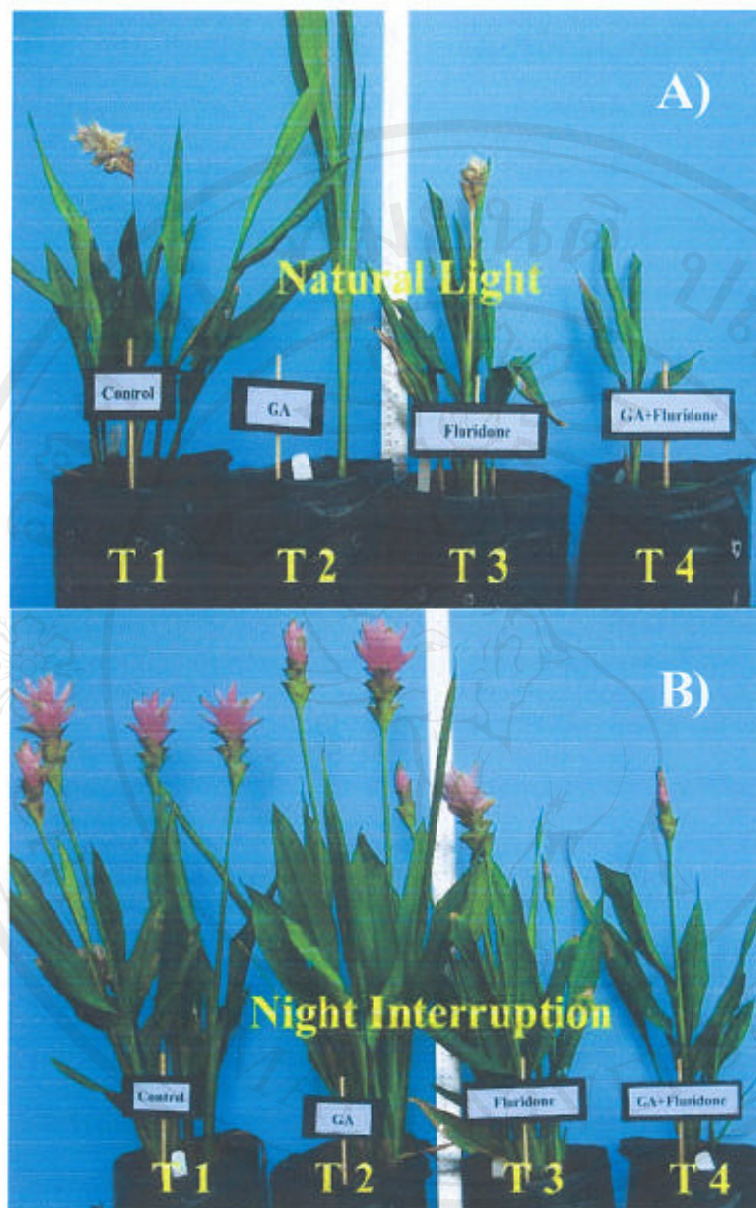 A)
Natural Light
Control
GA
Fluridone
GA+Fluridone
T 1
T 2
T 3
T 4
B)
Night Interruption
Control
GA
Fluridone
GA+Fluridone
T 1
T 2
T 3
T 4